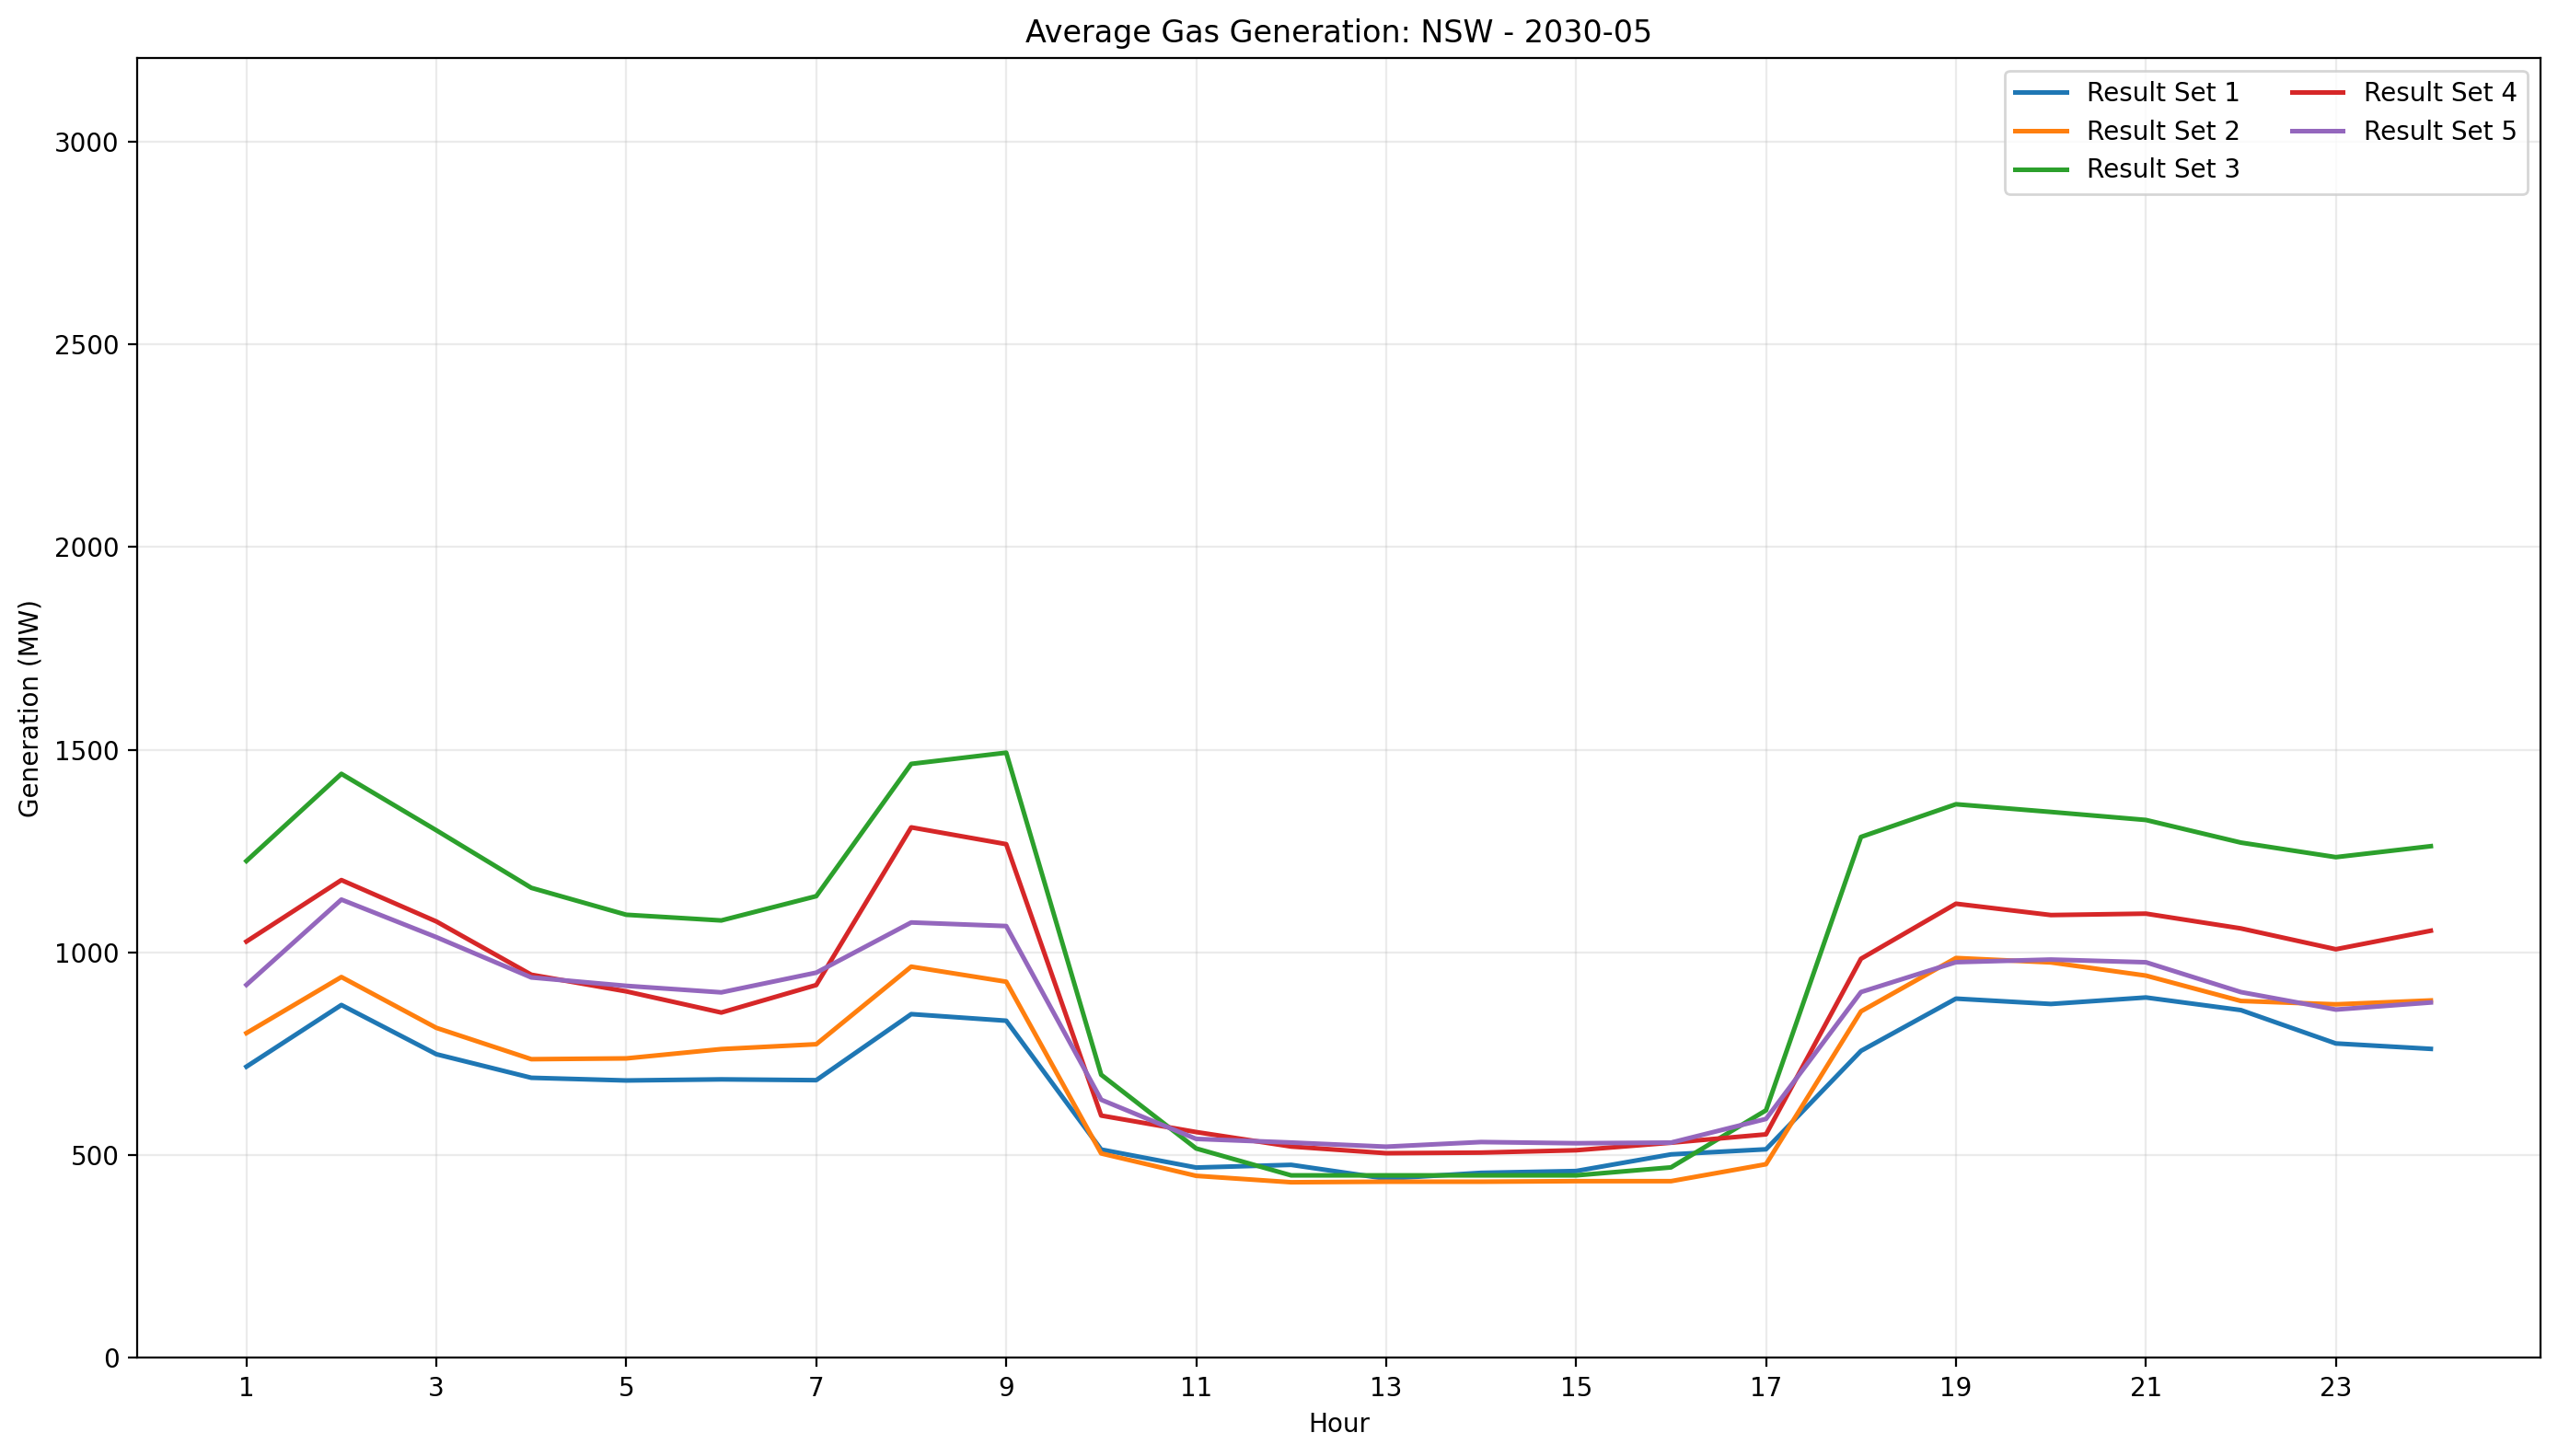 Average Gas Generation: NSW - 2030-05
Result Set 1
Result Set 2
Result Set 3
Result Set 4
Result Set 5
Generation (MW)
3000
2500
2000
1500
1000
500
0
1 3 5 7 9 11 13 15 17 19 21 23
Hour